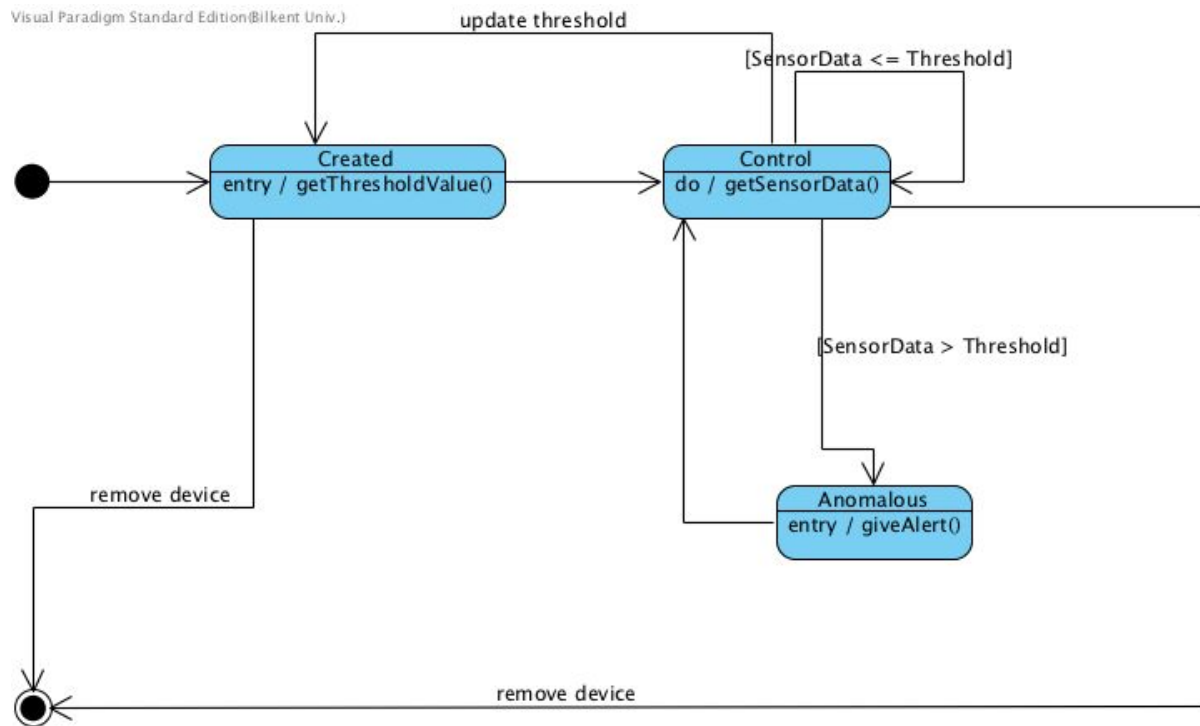 Visual Paradigm Standard Edition(Bilkent Univ.)
update threshold
[SensorData <= Threshold]
Created
entry / getThresholdValue()
Control
do / getSensorData()
[SensorData > Threshold]
remove device
Anomalous
entry / giveAlert()
remove device